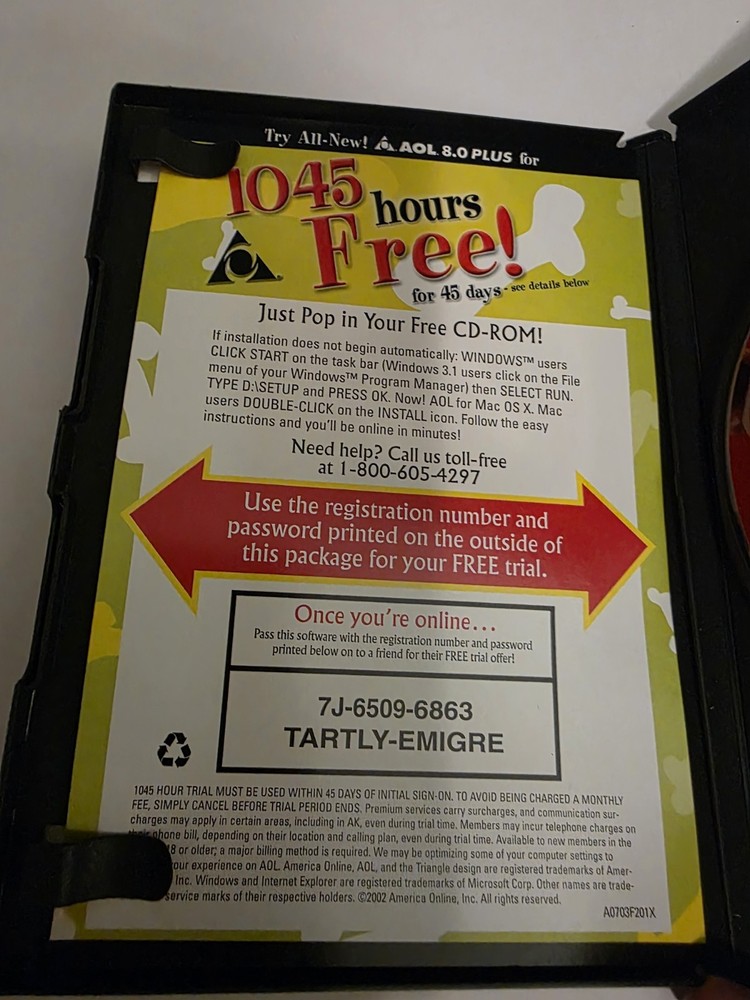 Try All-New! AOL 8.0 PLUS for
1045 hours
Free!
for 45 days - see details below
Just Pop in Your Free CD-ROM!
If installation does not begin automatically: WINDOWS™ users
CLICK START on the task bar (Windows 3.1 users click on the File
menu of your Windows™ Program Manager) then SELECT RUN.
TYPE D:\SETUP and PRESS OK. Now! AOL for Mac OS X. Mac
users DOUBLE-CLICK on the INSTALL icon. Follow the easy
instructions and you'll be online in minutes!
Need help? Call us toll-free
at 1-800-605-4297
Use the registration number and
password printed on the outside of
this package for your FREE trial.
Once you're online...
Pass this software with the registration number and password
printed below on to a friend for their FREE trial offer!
7J-6509-6863
TARTLY-EMIGRE
1045 HOUR TRIAL MUST BE USED WITHIN 45 DAYS OF INITIAL SIGN-ON. TO AVOID BEING CHARGED A MONTHLY
FEE, SIMPLY CANCEL BEFORE TRIAL PERIOD ENDS. Premium services carry surcharges, and communication sur-
charges may apply in certain areas, including in AK, even during trial time. Members may incur telephone charges on
their phone bill, depending on their location and calling plan, even during trial time. Available to new members in the
18 or older; a major billing method is required. We may be optimizing some of your computer settings to
your experience on AOL. America Online, AOL, and the Triangle design are registered trademarks of Amer-
Inc. Windows and Internet Explorer are registered trademarks of Microsoft Corp. Other names are trade-
service marks of their respective holders. ©2002 America Online, Inc. All rights reserved.
A0703F201X